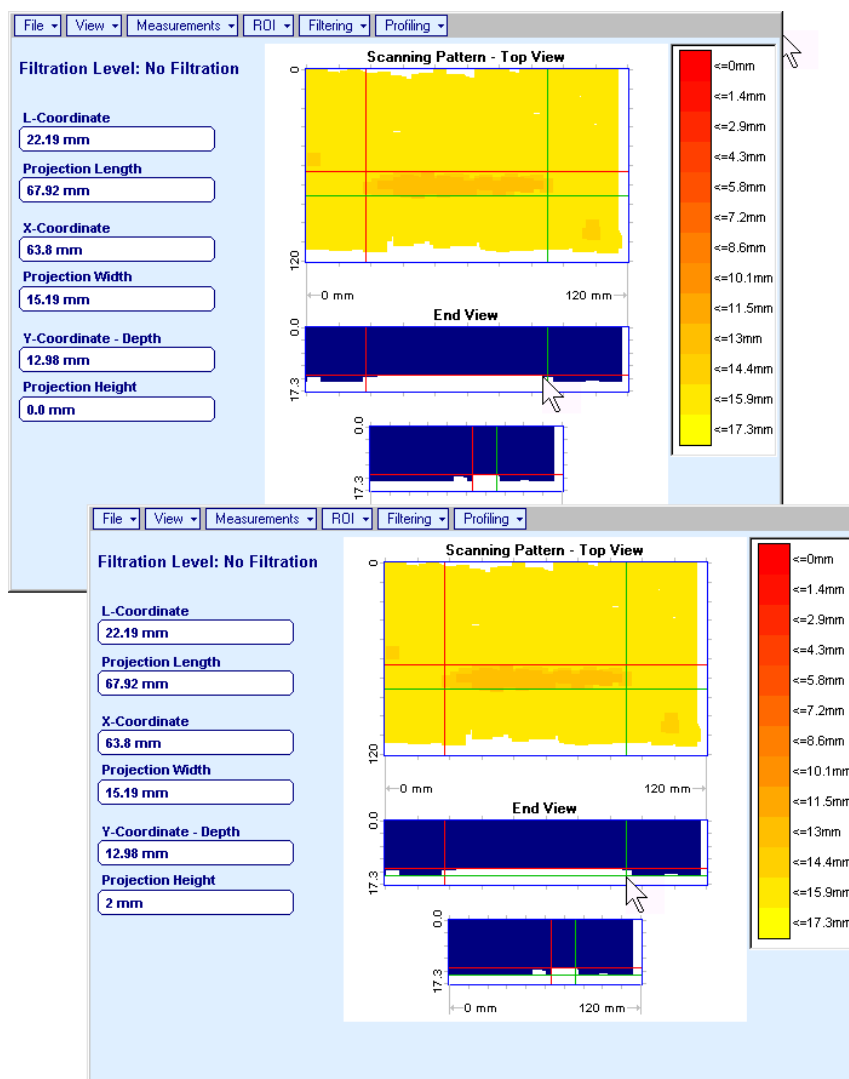 File View Measurements ROI Filtering Profiling
Filtration Level: No Filtration
L-Coordinate
22.19 mm
Projection Length
67.92 mm
X-Coordinate
63.8 mm
Projection Width
15.19 mm
Y-Coordinate - Depth
12.98 mm
Projection Height
0.0 mm
Scanning Pattern - Top View
0
120
0 mm 120 mm
End View
0.0
17.3
0.0
17.3
<=0mm
<=1.4mm
<=2.9mm
<=4.3mm
<=5.8mm
<=7.2mm
<=8.6mm
<=10.1mm
<=11.5mm
<=13mm
<=14.4mm
<=15.9mm
<=17.3mm
File View Measurements ROI Filtering Profiling
Filtration Level: No Filtration
L-Coordinate
22.19 mm
Projection Length
67.92 mm
X-Coordinate
63.8 mm
Projection Width
15.19 mm
Y-Coordinate - Depth
12.98 mm
Projection Height
2 mm
Scanning Pattern - Top View
0
120
0 mm 120 mm
End View
0.0
17.3
0.0
17.3
0 mm 120 mm
<=0mm
<=1.4mm
<=2.9mm
<=4.3mm
<=5.8mm
<=7.2mm
<=8.6mm
<=10.1mm
<=11.5mm
<=13mm
<=14.4mm
<=15.9mm
<=17.3mm